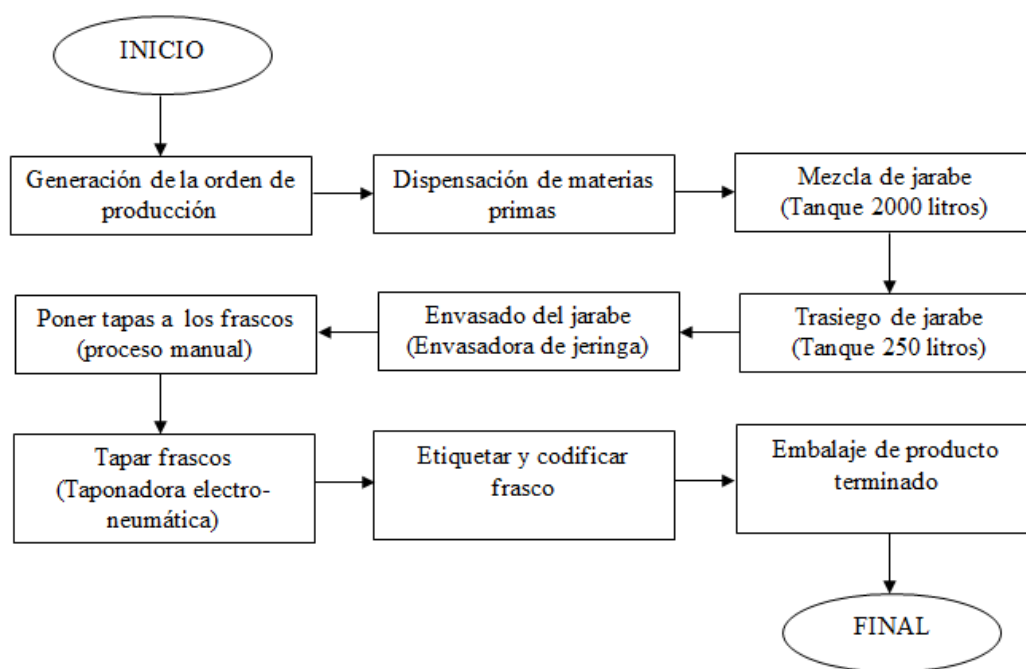 INICIO
Generación de la orden de
producción
Dispensación de materias
primas
Mezcla de jarabe
(Tanque 2000 litros)
Trasiego de jarabe
(Tanque 250 litros)
Envasado del jarabe
(Envasadora de jeringa)
Poner tapas a los frascos
(proceso manual)
Tapar frascos
(Taponadora electro-
neumática)
Etiquetar y codificar
frasco
Embalaje de producto
terminado
FINAL